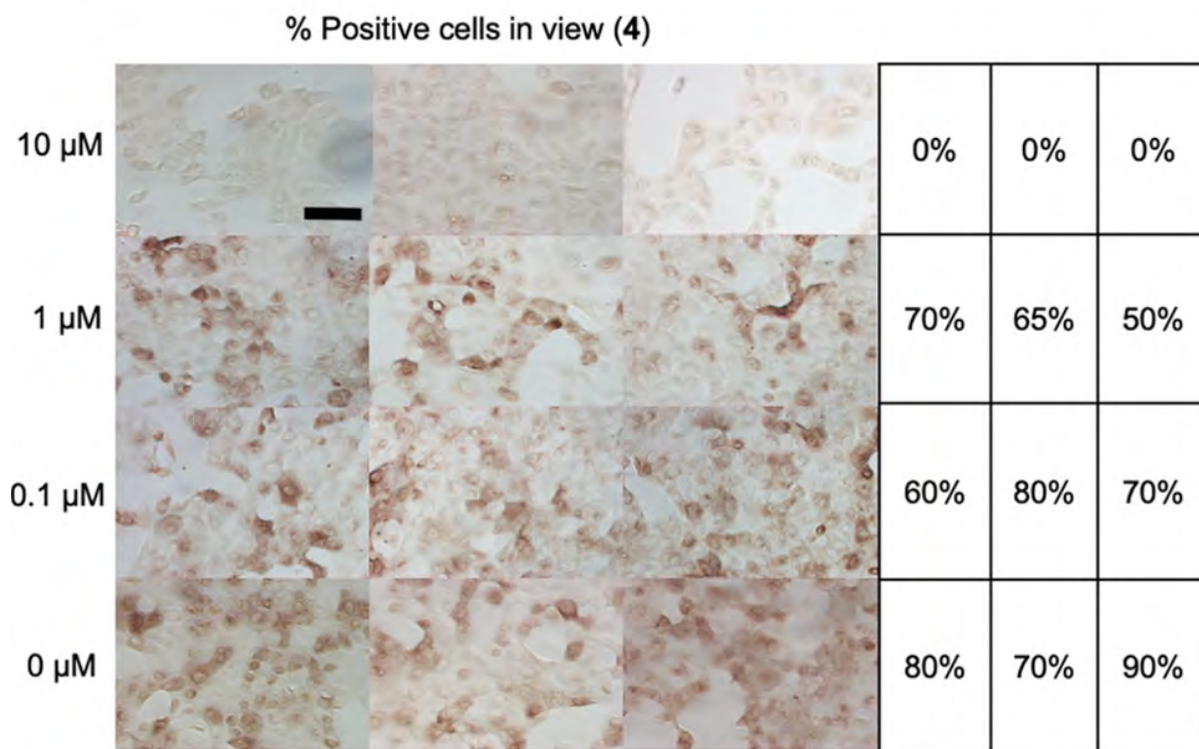 % Positive cells in view (4)
10 µM 0% 0% 0%
1 µM 70% 65% 50%
0.1 µM 60% 80% 70%
0 µM 80% 70% 90%